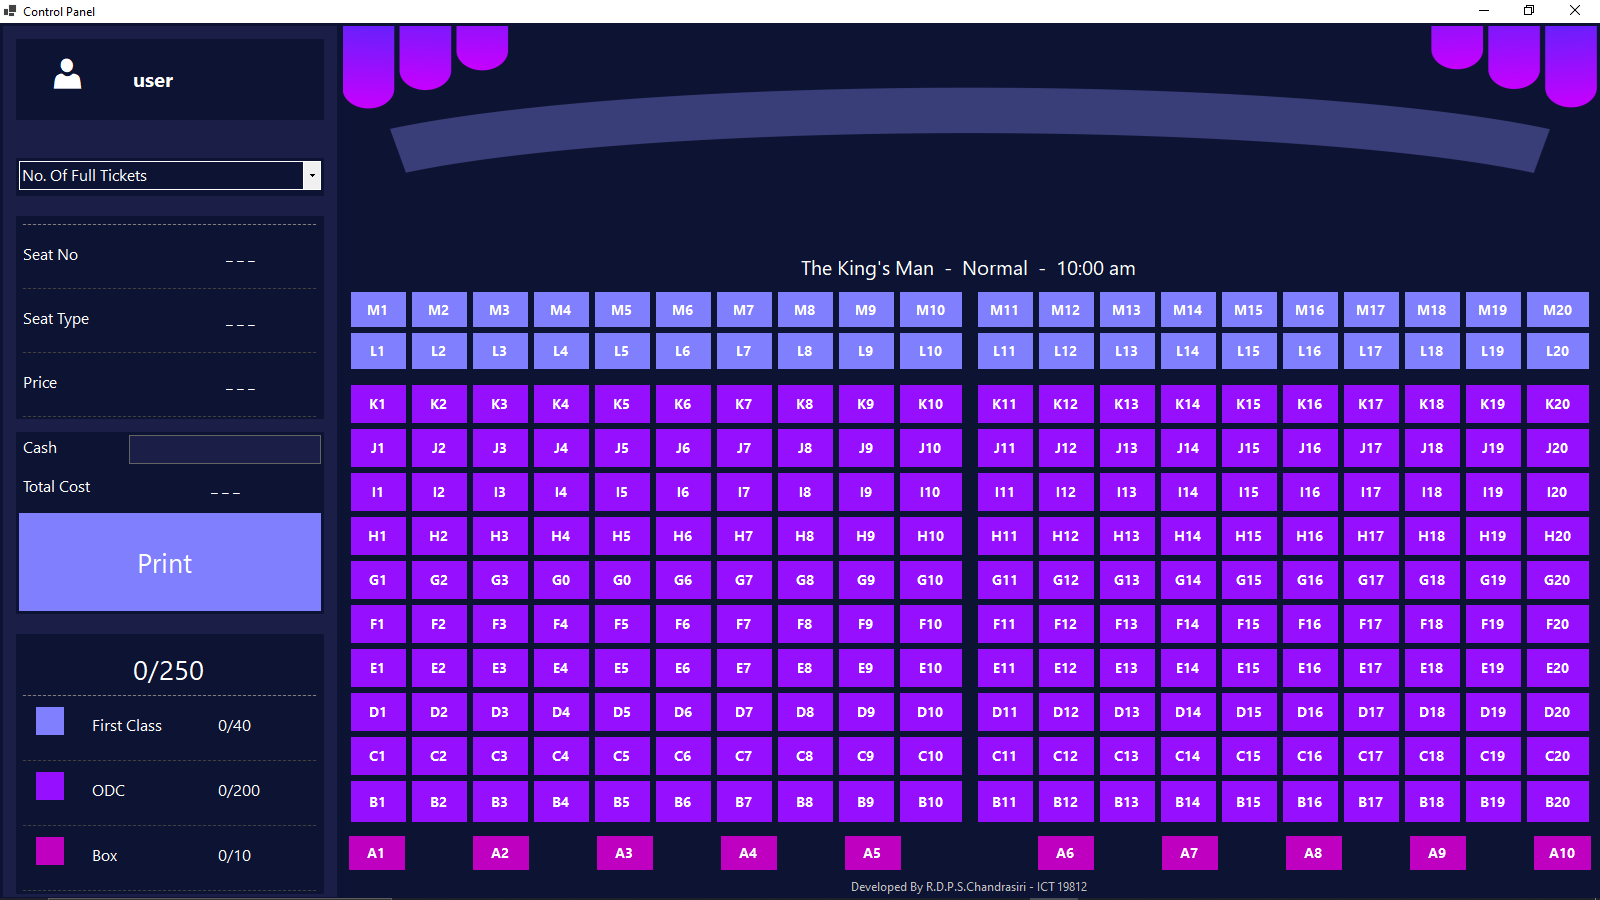 Control Panel
user
No. Of Full Tickets
Seat No _ _ _
Seat Type _ _ _
Price _ _ _
Cash
Total Cost _ _ _
Print
0/250
First Class 0/40
ODC 0/200
Box 0/10
The King's Man - Normal - 10:00 am
M1 M2 M3 M4 M5 M6 M7 M8 M9 M10 M11 M12 M13 M14 M15 M16 M17 M18 M19 M20
L1 L2 L3 L4 L5 L6 L7 L8 L9 L10 L11 L12 L13 L14 L15 L16 L17 L18 L19 L20
K1 K2 K3 K4 K5 K6 K7 K8 K9 K10 K11 K12 K13 K14 K15 K16 K17 K18 K19 K20
J1 J2 J3 J4 J5 J6 J7 J8 J9 J10 J11 J12 J13 J14 J15 J16 J17 J18 J19 J20
I1 I2 I3 I4 I5 I6 I7 I8 I9 I10 I11 I12 I13 I14 I15 I16 I17 I18 I19 I20
H1 H2 H3 H4 H5 H6 H7 H8 H9 H10 H11 H12 H13 H14 H15 H16 H17 H18 H19 H20
G1 G2 G3 G0 G0 G6 G7 G8 G9 G10 G11 G12 G13 G14 G15 G16 G17 G18 G19 G20
F1 F2 F3 F4 F5 F6 F7 F8 F9 F10 F11 F12 F13 F14 F15 F16 F17 F18 F19 F20
E1 E2 E3 E4 E5 E6 E7 E8 E9 E10 E11 E12 E13 E14 E15 E16 E17 E18 E19 E20
D1 D2 D3 D4 D5 D6 D7 D8 D9 D10 D11 D12 D13 D14 D15 D16 D17 D18 D19 D20
C1 C2 C3 C4 C5 C6 C7 C8 C9 C10 C11 C12 C13 C14 C15 C16 C17 C18 C19 C20
B1 B2 B3 B4 B5 B6 B7 B8 B9 B10 B11 B12 B13 B14 B15 B16 B17 B18 B19 B20
A1 A2 A3 A4 A5 A6 A7 A8 A9 A10
Developed By R.D.P.S.Chandrasiri - ICT 19812